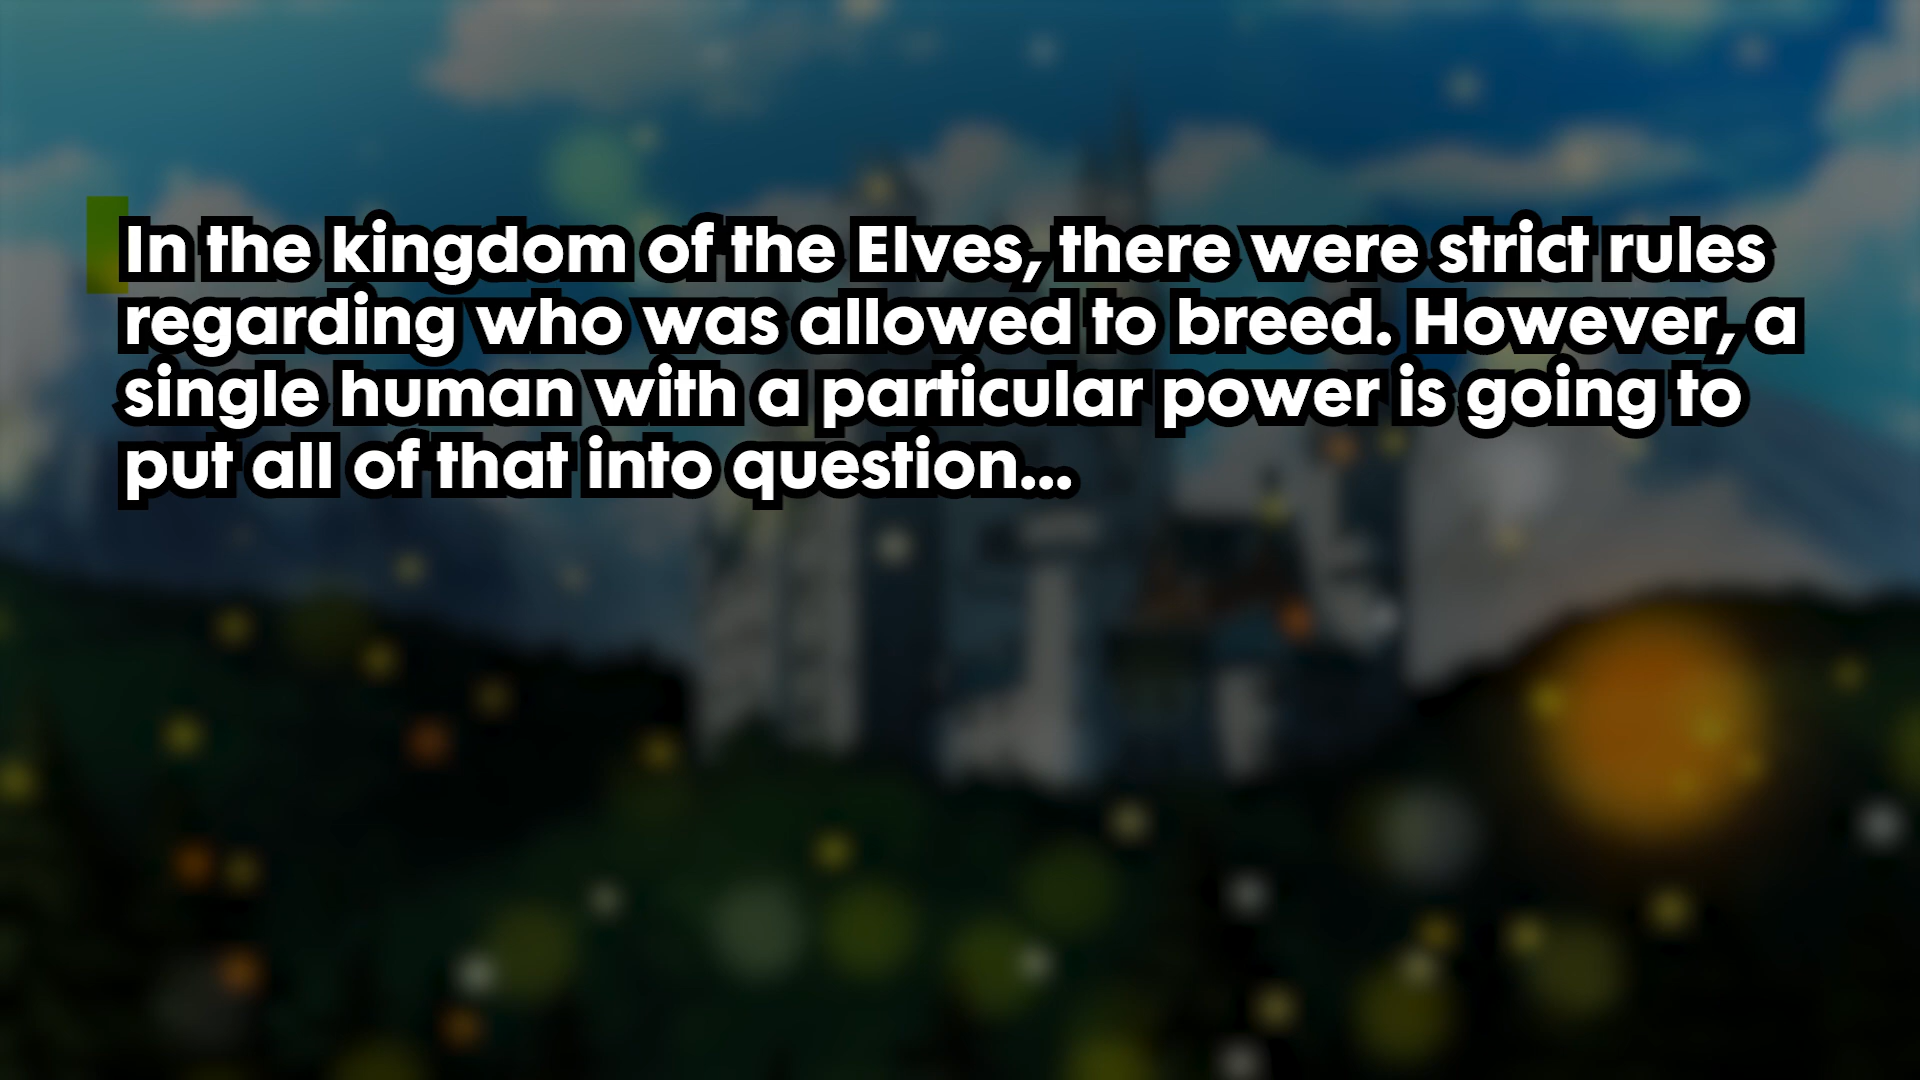 In the kingdom of the Elves, there were strict rules
regarding who was allowed to breed. However, a
single human with a particular power is going to
put all of that into question...